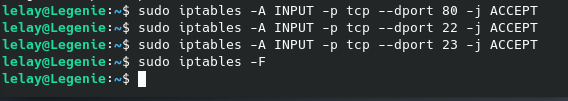 lelay@Legenie:~$ sudo iptables -A INPUT -p tcp --dport 80 -j ACCEPT
lelay@Legenie:~$ sudo iptables -A INPUT -p tcp --dport 22 -j ACCEPT
lelay@Legenie:~$ sudo iptables -A INPUT -p tcp --dport 23 -j ACCEPT
lelay@Legenie:~$ sudo iptables -F
lelay@Legenie:~$